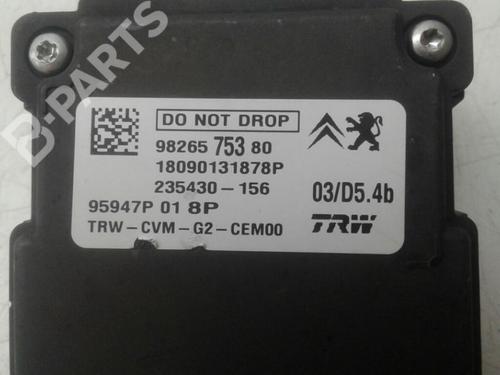 B-PARTS
DO NOT DROP
98265 753 80
18090131878P
235430-156
03/D5.4b
95947P 01 8P
TRW-CVM-G2-CEM00
TRW